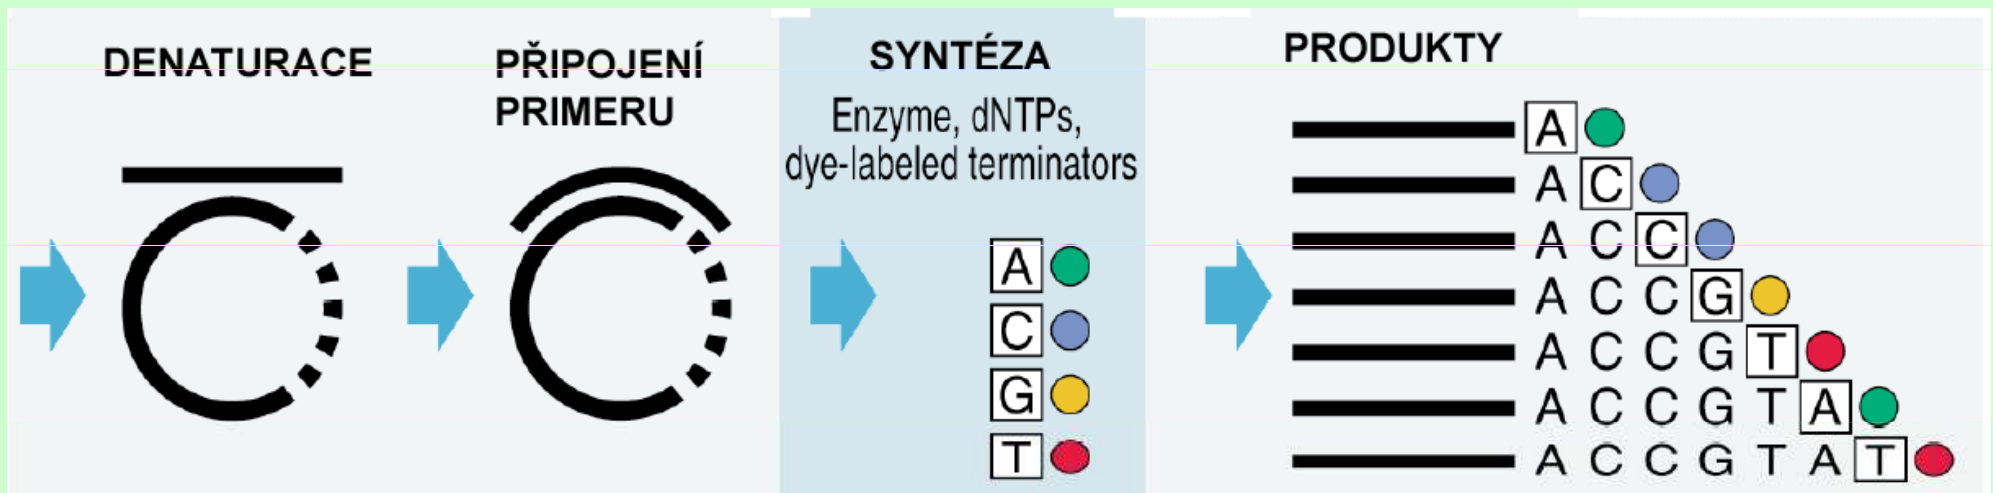 DENATURACE
PŘIPOJENÍ
PRIMERU
SYNTÉZA
Enzyme, dNTPs,
dye-labeled terminators
A
C
G
T
PRODUKTY
A
A C
A C C
A C C G
A C C G T
A C C G T A
A C C G T A T